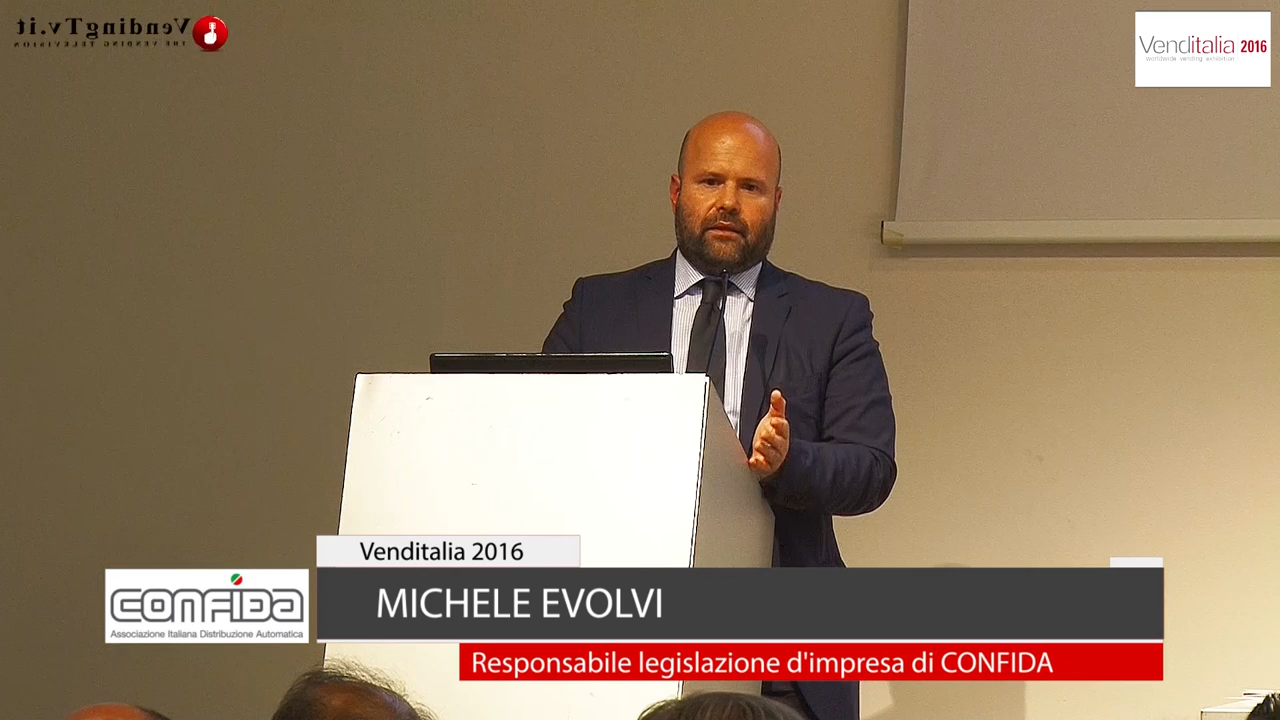 VendingTv.it
THE VENDING TELEVISION
Venditalia 2016
worldwide vending exhibition
Venditalia 2016
CONFIDA
Associazione Italiana Distribuzione Automatica
MICHELE EVOLVI
Responsabile legislazione d'impresa di CONFIDA